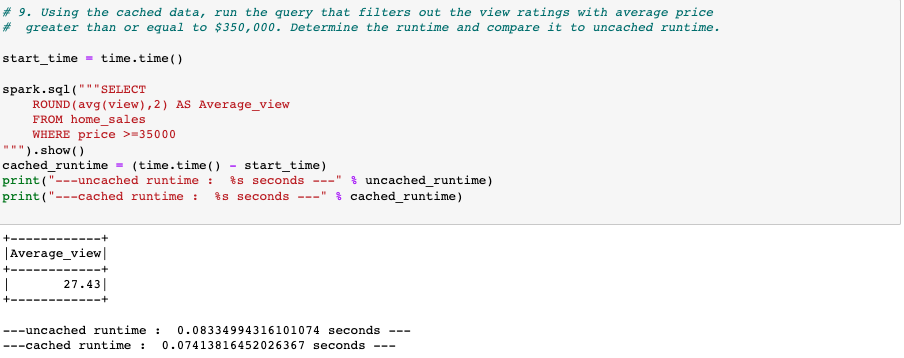 # 9. Using the cached data, run the query that filters out the view ratings with average price
#  greater than or equal to $350,000. Determine the runtime and compare it to uncached runtime.
start_time = time.time()
spark.sql("""SELECT
    ROUND(avg(view),2) AS Average_view
    FROM home_sales
    WHERE price >=35000
""").show()
cached_runtime = (time.time() - start_time)
print("---uncached runtime :  %s seconds ---" % uncached_runtime)
print("---cached runtime :  %s seconds ---" % cached_runtime)
+------------+
|Average_view|
+------------+
|       27.43|
+------------+
---uncached runtime :  0.08334994316101074 seconds ---
---cached runtime :  0.07413816452026367 seconds ---